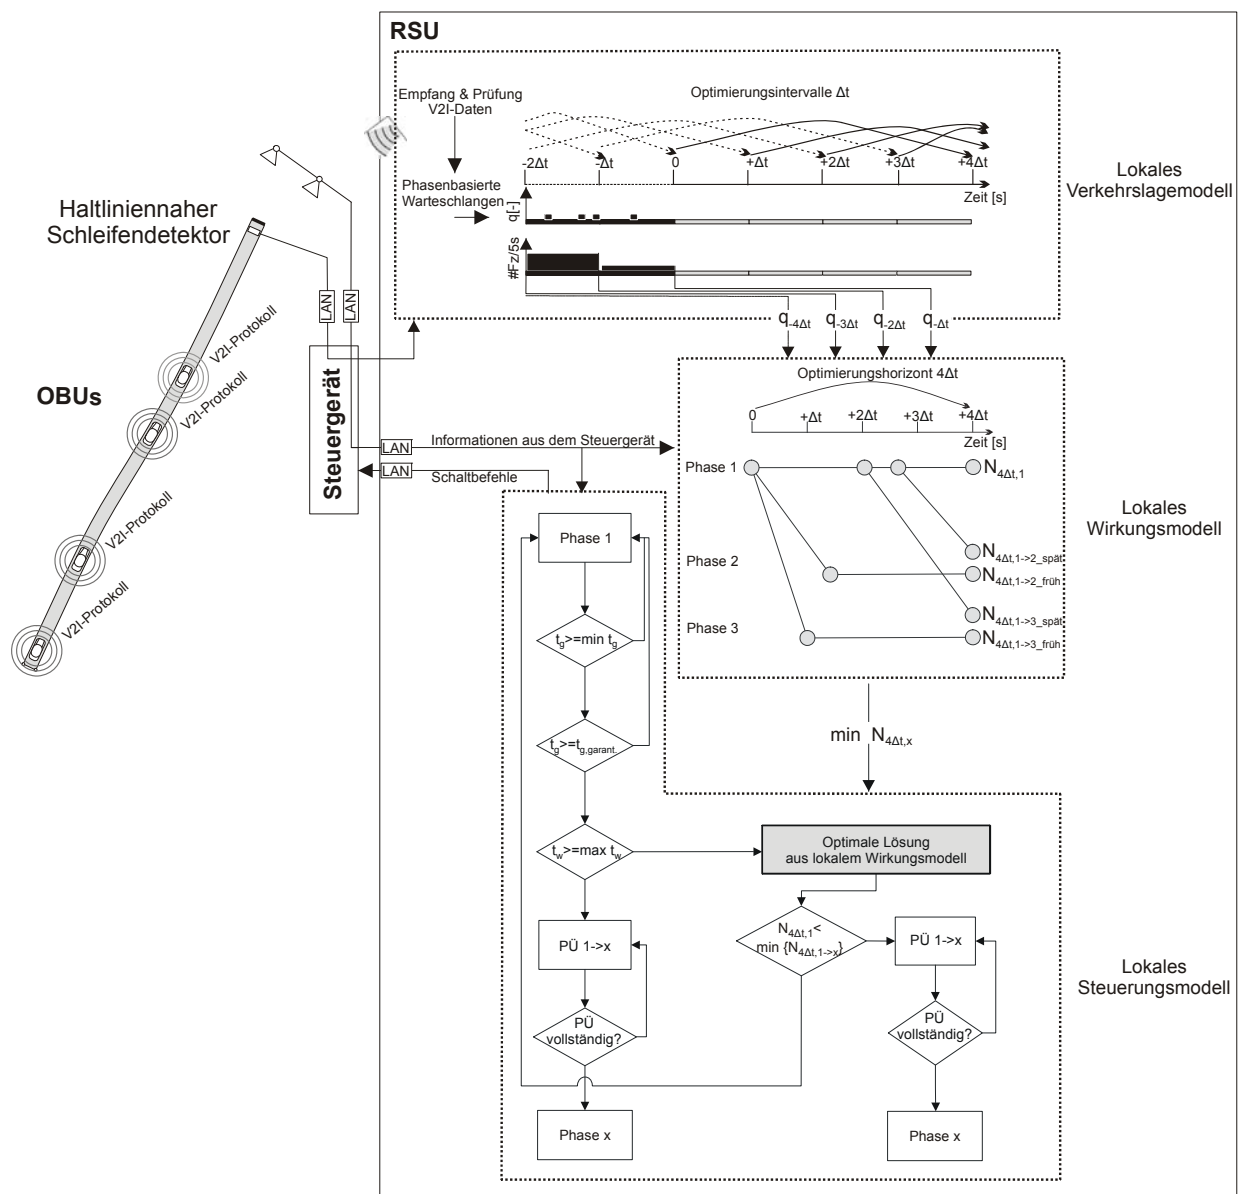 RSU
Empfang & Prüfung
V2I-Daten
Optimierungsintervalle Δt
-2Δt
-Δt
0
+Δt
+2Δt
+3Δt
+4Δt
Zeit [s]
Phasenbasierte
Warteschlangen
q[-]
#Fz/5s
Lokales
Verkehrslagemodell
Haltliniennaher
Schleifendetektor
LAN
LAN
q-4Δt
q-3Δt
q-2Δt
q-Δt
V2I-Protokoll
V2I-Protokoll
V2I-Protokoll
V2I-Protokoll
OBUs
Steuergerät
LAN
Informationen aus dem Steuergerät
LAN
Schaltbefehle
Optimierungshorizont 4Δt
0
+Δt
+2Δt
+3Δt
+4Δt
Zeit [s]
Phase 1
N4Δt,1
Phase 2
N4Δt,1->2_spät
N4Δt,1->2_früh
Phase 3
N4Δt,1->3_spät
N4Δt,1->3_früh
Lokales
Wirkungsmodell
min N4Δt,x
Phase 1
tg>=min tg
tg>=tg,garant.
tw>=max tw
Optimale Lösung
aus lokalem Wirkungsmodell
PÜ 1->x
N4Δt,1<
min {N4Δt,1->x}
PÜ 1->x
PÜ
vollständig?
PÜ
vollständig?
Phase x
Phase x
Lokales
Steuerungsmodell